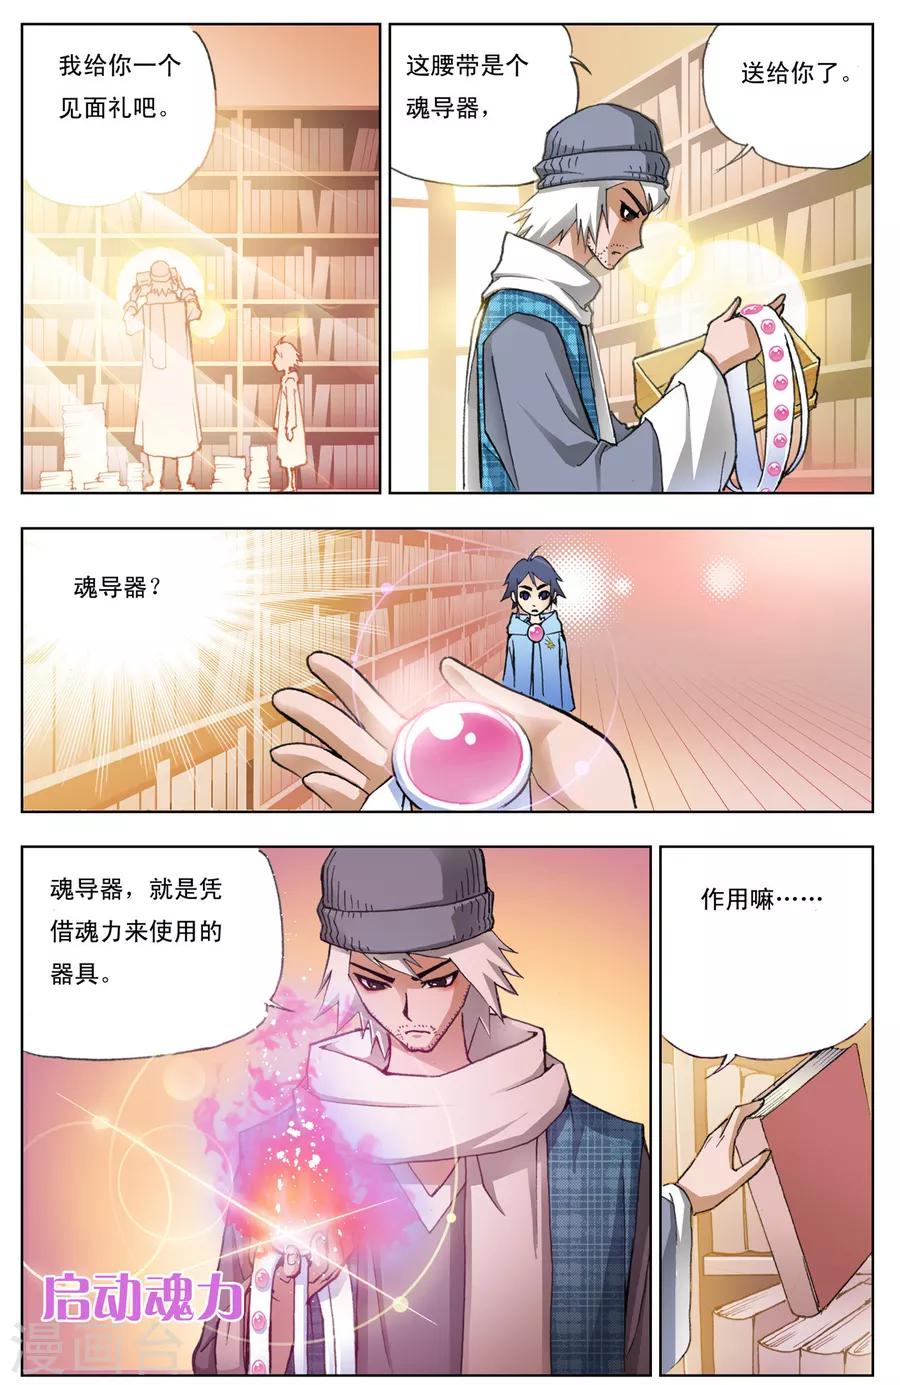 我给你一个
见面礼吧。
这腰带是个
魂导器，
送给你了。
魂导器？
魂导器，就是凭
借魂力来使用的
器具。
启动魂力
作用嘛……
漫画台